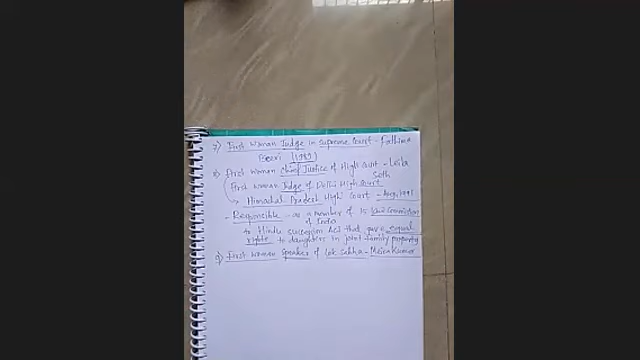 7) First woman Judge in Supreme Court - Fathima
Beevi (1989)
8) First woman Chief Justice of High Court - Leila
Seth
First woman Judge of Delhi High Court
→ Himachal Pradesh High Court - Aug, 1991
- Responsible - as a member of 15 Law Commission
of India
to Hindu succession Act that gave equal
rights to daughters in joint-family property
9) First woman Speaker of Lok Sabha - Meira Kumar